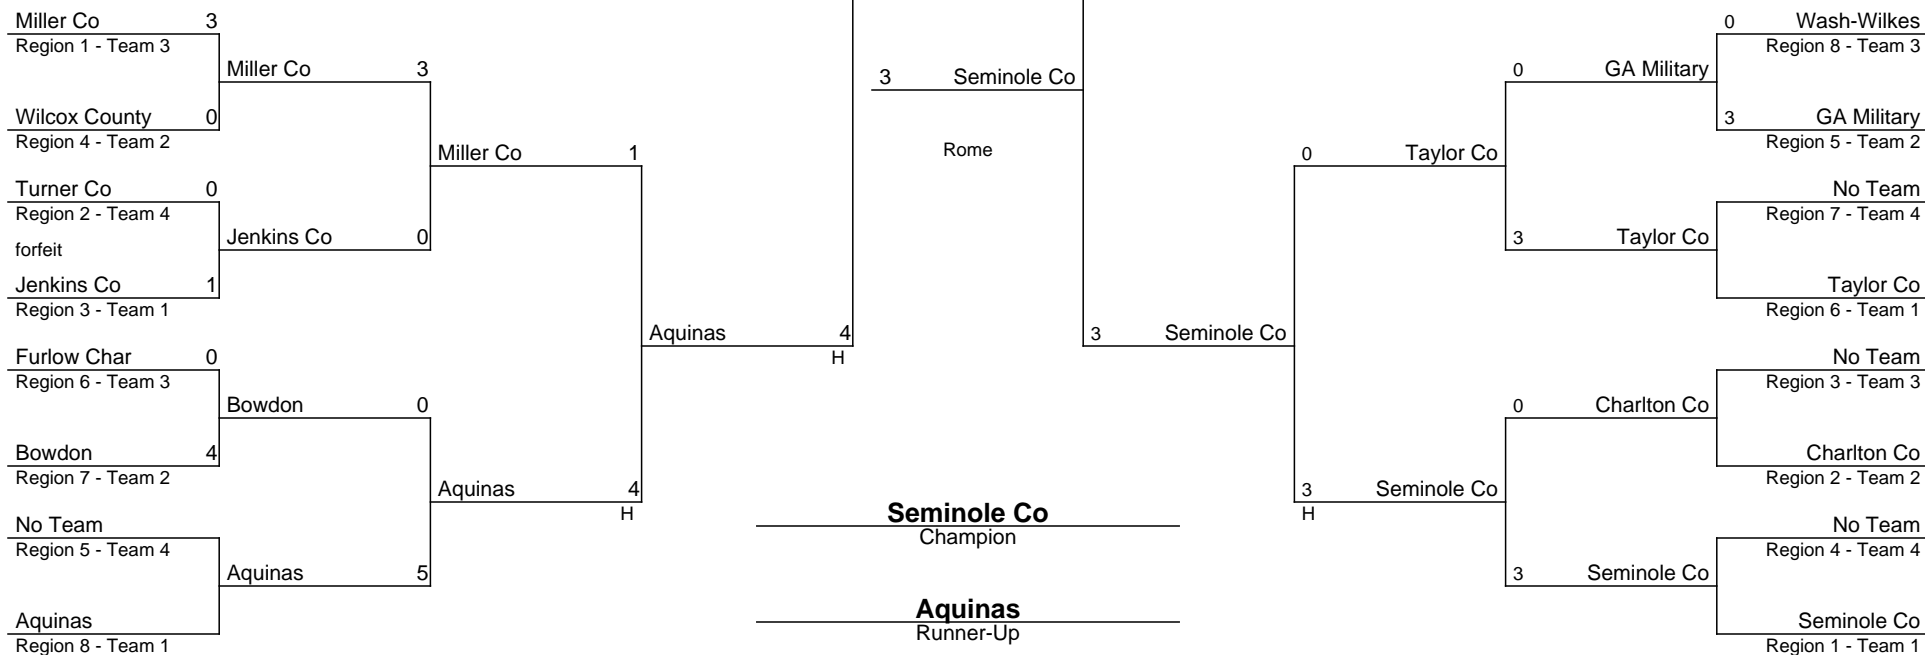 Miller Co 3
Region 1 - Team 3
Miller Co 3
Wilcox County 0
Region 4 - Team 2
Miller Co 1
Turner Co 0
Region 2 - Team 4
forfeit
Jenkins Co 0
Jenkins Co 1
Region 3 - Team 1
Aquinas 4
H
Furlow Char 0
Region 6 - Team 3
Bowdon 0
Bowdon 4
Region 7 - Team 2
Aquinas 4
H
No Team
Region 5 - Team 4
Aquinas 5
Aquinas
Region 8 - Team 1
3 Seminole Co
Rome
Seminole Co
Champion
Aquinas
Runner-Up
0 Wash-Wilkes
Region 8 - Team 3
0 GA Military
3 GA Military
Region 5 - Team 2
0 Taylor Co
No Team
Region 7 - Team 4
3 Taylor Co
Taylor Co
Region 6 - Team 1
3 Seminole Co
No Team
Region 3 - Team 3
0 Charlton Co
Charlton Co
Region 2 - Team 2
3 Seminole Co
H
No Team
Region 4 - Team 4
3 Seminole Co
Seminole Co
Region 1 - Team 1